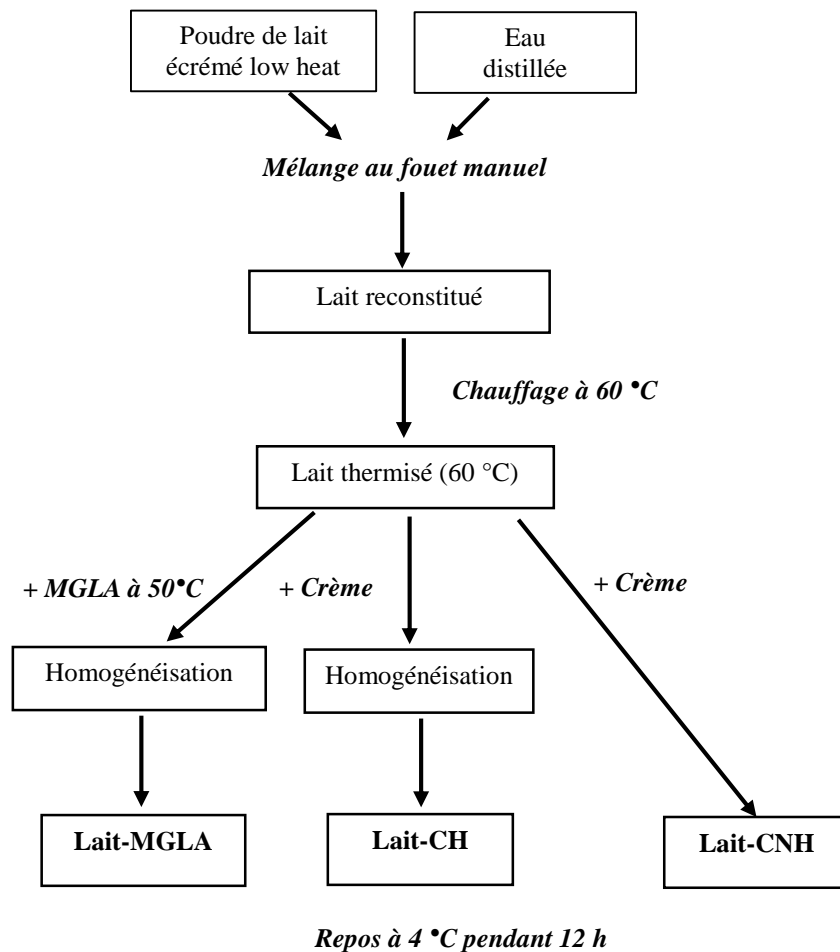 Poudre de lait
écrémé low heat
Eau
distillée
Mélange au fouet manuel
Lait reconstitué
Chauffage à 60 °C
Lait thermisé (60 °C)
+ MGLA à 50°C
+ Crème
+ Crème
Homogénéisation
Homogénéisation
Lait-MGLA
Lait-CH
Lait-CNH
Repos à 4 °C pendant 12 h